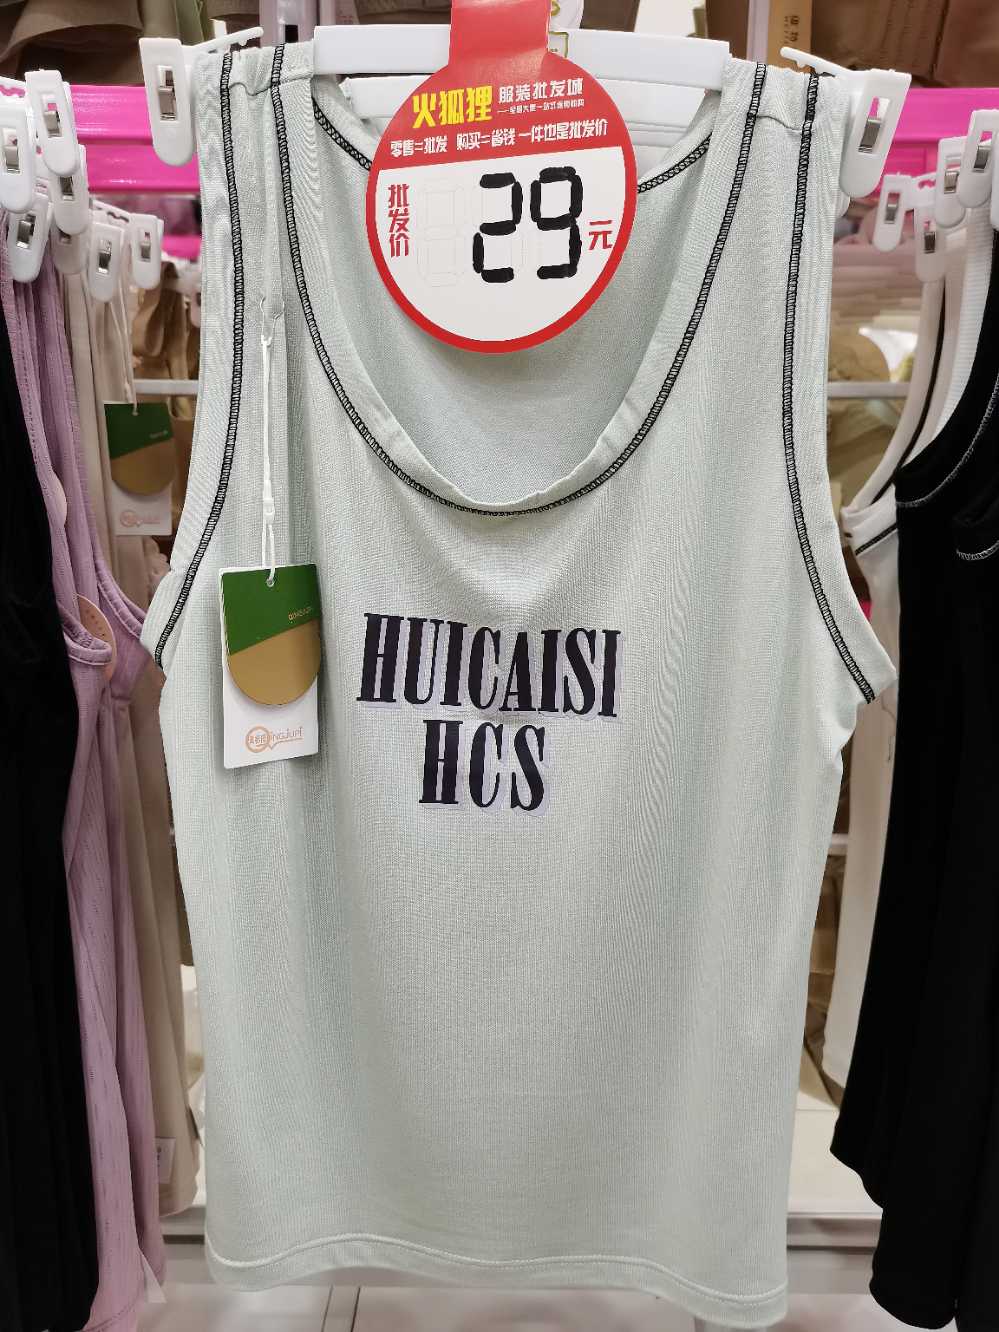 火狐狸 服装批发城
零售=批发 购买=省钱 一件也是批发价
批发价
29 元
HUICAISI
HCS
QINGJUPI